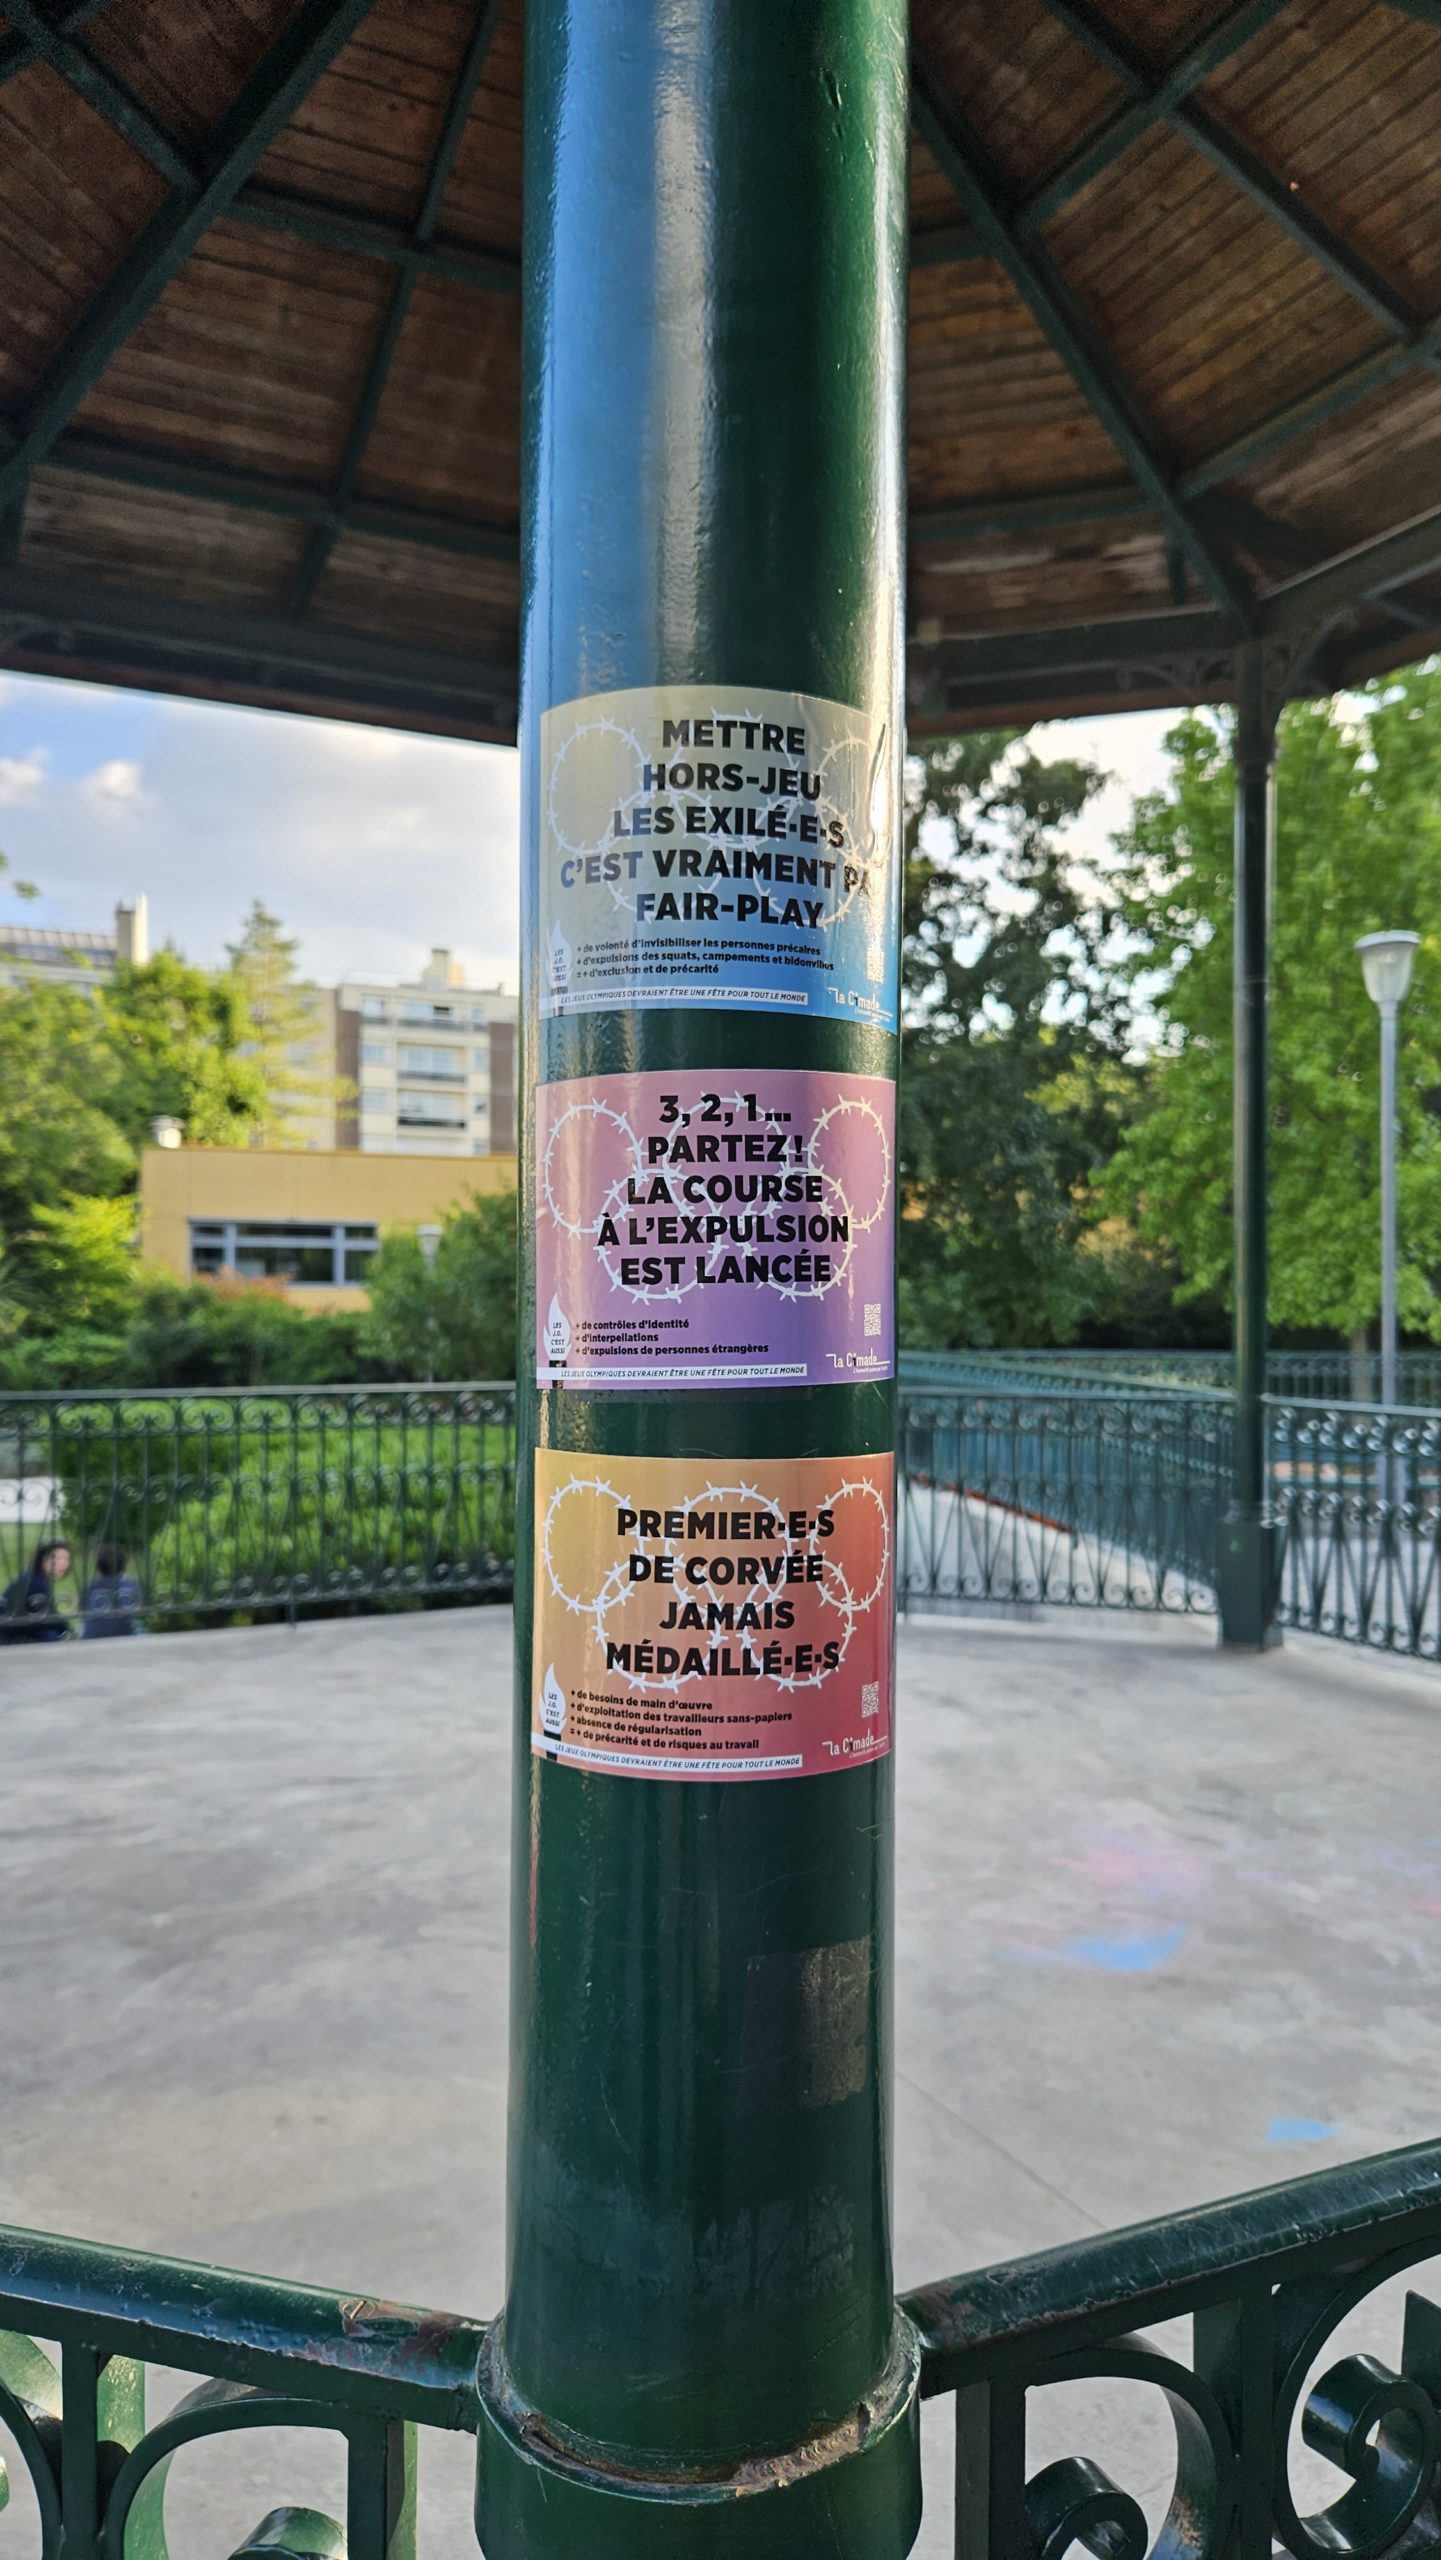 METTRE
HORS-JEU
LES EXILÉ·E·S
C'EST VRAIMENT PA
FAIR-PLAY
+ de volonté d'invisibiliser les personnes précaires
+ d'expulsions des squats, campements et bidonvilles
= + d'exclusion et de précarité
LES
J.O.
C'EST
AUSSI
LES JEUX OLYMPIQUES DEVRAIENT ÊTRE UNE FÊTE POUR TOUT LE MONDE
la Cimade
3, 2, 1...
PARTEZ!
LA COURSE
À L'EXPULSION
EST LANCÉE
LES
J.O.
C'EST
AUSSI
+ de contrôles d'identité
+ d'interpellations
+ d'expulsions de personnes étrangères
LES JEUX OLYMPIQUES DEVRAIENT ÊTRE UNE FÊTE POUR TOUT LE MONDE
la Cimade
PREMIER·E·S
DE CORVÉE
JAMAIS
MÉDAILLÉ·E·S
LES
J.O.
C'EST
AUSSI
+ de besoins de main d'œuvre
+ d'exploitation des travailleurs sans-papiers
+ absence de régularisation
= + de précarité et de risques au travail
LES JEUX OLYMPIQUES DEVRAIENT ÊTRE UNE FÊTE POUR TOUT LE MONDE
la Cimade